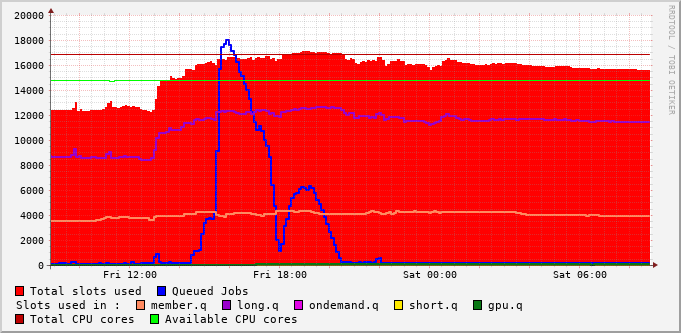 20000
18000
16000
14000
12000
10000
8000
6000
4000
2000
0
Fri 12:00 Fri 18:00 Sat 00:00 Sat 06:00
Total slots used Queued Jobs
Slots used in : member.q long.q ondemand.q short.q gpu.q
Total CPU cores Available CPU cores
RRDTOOL / TOBI OETIKER